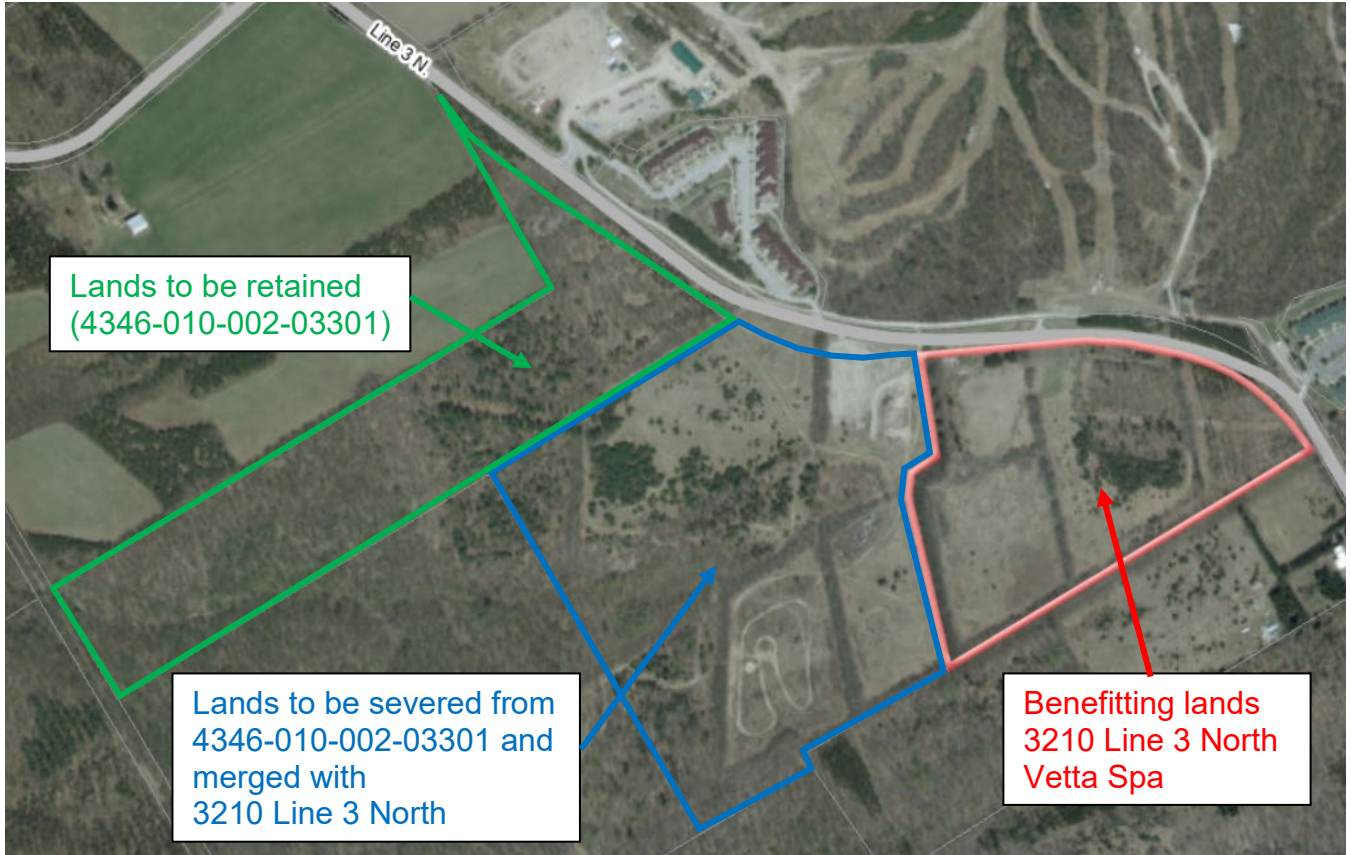 Line 3 N.
Lands to be retained
(4346-010-002-03301)
Lands to be severed from
4346-010-002-03301 and
merged with
3210 Line 3 North
Benefitting lands
3210 Line 3 North
Vetta Spa